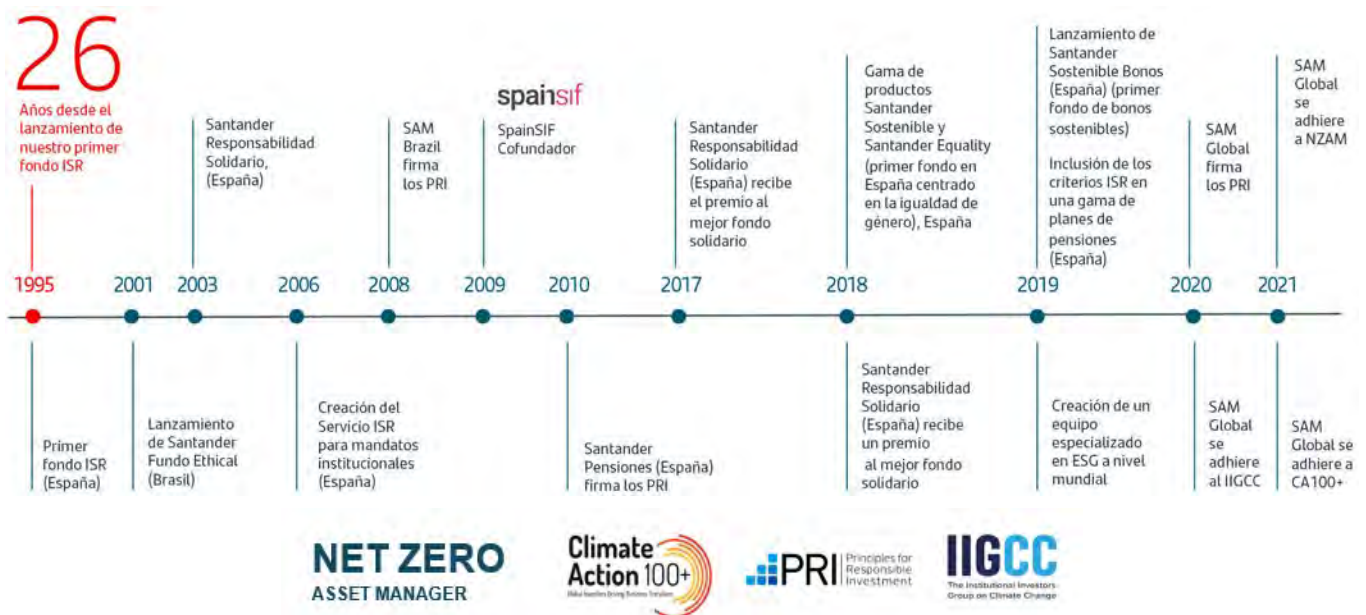 26
Años desde el
lanzamiento de
nuestro primer
fondo ISR
Santander
Responsabilidad
Solidario,
(España)
SAM
Brazil
firma
los PRI
spainsif
SpainSIF
Cofundador
Santander
Responsabilidad
Solidario
(España) recibe
el premio al
mejor fondo
solidario
Gama de
productos
Santander
Sostenible y
Santander Equality
(primer fondo en
España centrado
en la igualdad de
género), España
Lanzamiento de
Santander
Sostenible Bonos
(España) (primer
fondo de bonos
sostenibles)
Inclusión de los
criterios ISR en
una gama de
planes de
pensiones
(España)
SAM
Global
firma
los PRI
SAM
Global
se
adhiere
a NZAM
1995 2001 2003 2006 2008 2009 2010 2017 2018 2019 2020 2021
Primer
fondo ISR
(España)
Lanzamiento
de Santander
Fundo Ethical
(Brasil)
Creación del
Servicio ISR
para mandatos
institucionales
(España)
Santander
Pensiones (España)
firma los PRI
Santander
Responsabilidad
Solidario
(España) recibe
un premio
al mejor fondo
solidario
Creación de un
equipo
especializado
en ESG a nivel
mundial
SAM
Global
se
adhiere
al IIGCC
SAM
Global se
adhiere a
CA100+
NET ZERO
ASSET MANAGER
Climate
Action 100+
Global Investors Driving Business Transition
PRI
Principles for
Responsible
Investment
IIGCC
The Institutional Investors
Group on Climate Change